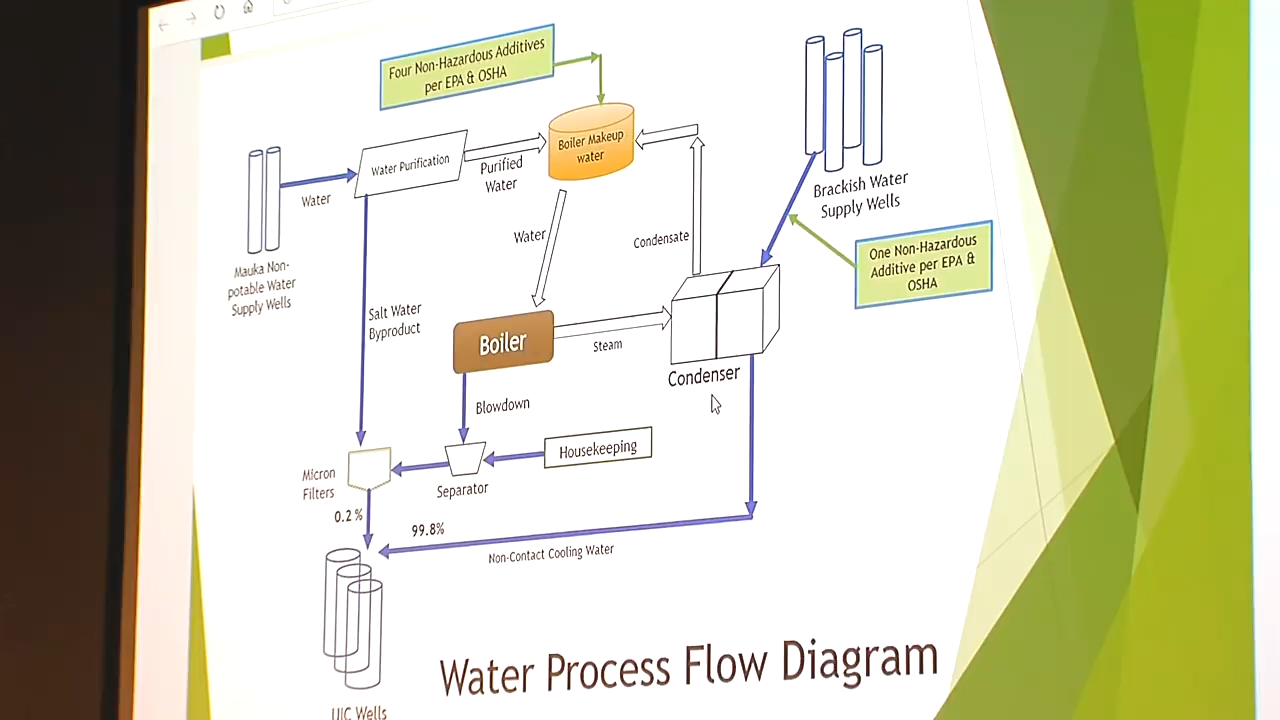 Four Non-Hazardous Additives
per EPA & OSHA
Boiler Makeup
water
Water Purification
Purified
Water
Water
Mauka Non-
potable Water
Supply Wells
Brackish Water
Supply Wells
Water
Condensate
One Non-Hazardous
Additive per EPA &
OSHA
Salt Water
Byproduct
Boiler
Steam
Condenser
Blowdown
Housekeeping
Micron
Filters
Separator
0.2 %
99.8%
Non-Contact Cooling Water
Water Process Flow Diagram
UIC Wells